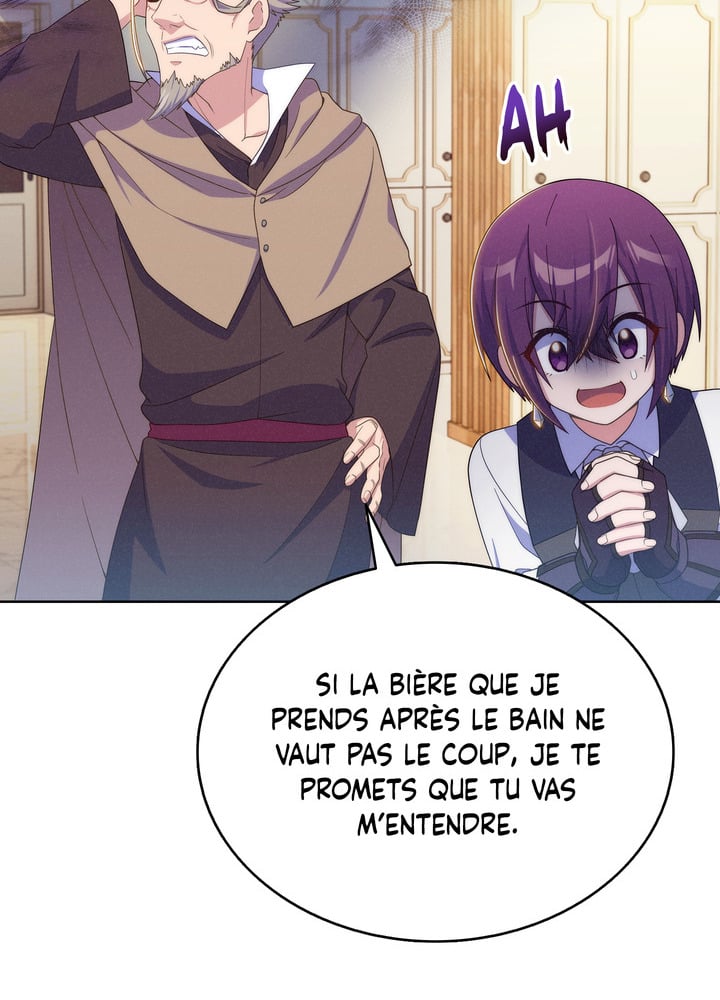 AH
SI LA BIÈRE QUE JE
PRENDS APRÈS LE BAIN NE
VAUT PAS LE COUP, JE TE
PROMETS QUE TU VAS
M'ENTENDRE.